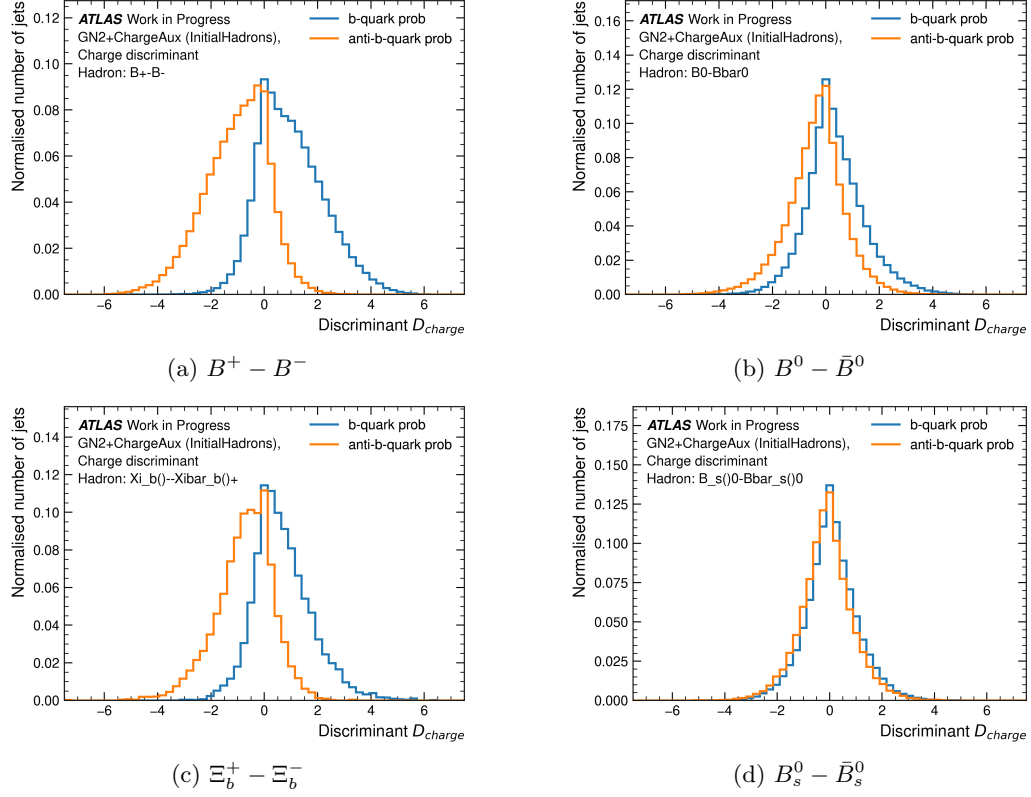 Normalised number of jets
0.12
0.10
0.08
0.06
0.04
0.02
0.00
ATLAS Work in Progress
GN2+ChargeAux (InitialHadrons),
Charge discriminant
Hadron: B+-B-
b-quark prob
anti-b-quark prob
−6 −4 −2 0 2 4 6
Discriminant D_charge
(a) B⁺ − B⁻
Normalised number of jets
0.16
0.14
0.12
0.10
0.08
0.06
0.04
0.02
0.00
ATLAS Work in Progress
GN2+ChargeAux (InitialHadrons),
Charge discriminant
Hadron: B0-Bbar0
b-quark prob
anti-b-quark prob
−6 −4 −2 0 2 4 6
Discriminant D_charge
(b) B⁰ − B̄⁰
Normalised number of jets
0.14
0.12
0.10
0.08
0.06
0.04
0.02
0.00
ATLAS Work in Progress
GN2+ChargeAux (InitialHadrons),
Charge discriminant
Hadron: Xi_b()--Xibar_b()+
b-quark prob
anti-b-quark prob
−6 −4 −2 0 2 4 6
Discriminant D_charge
(c) Ξ_b⁺ − Ξ_b⁻
Normalised number of jets
0.175
0.150
0.125
0.100
0.075
0.050
0.025
0.000
ATLAS Work in Progress
GN2+ChargeAux (InitialHadrons),
Charge discriminant
Hadron: B_s()0-Bbar_s()0
b-quark prob
anti-b-quark prob
−6 −4 −2 0 2 4 6
Discriminant D_charge
(d) B_s⁰ − B̄_s⁰